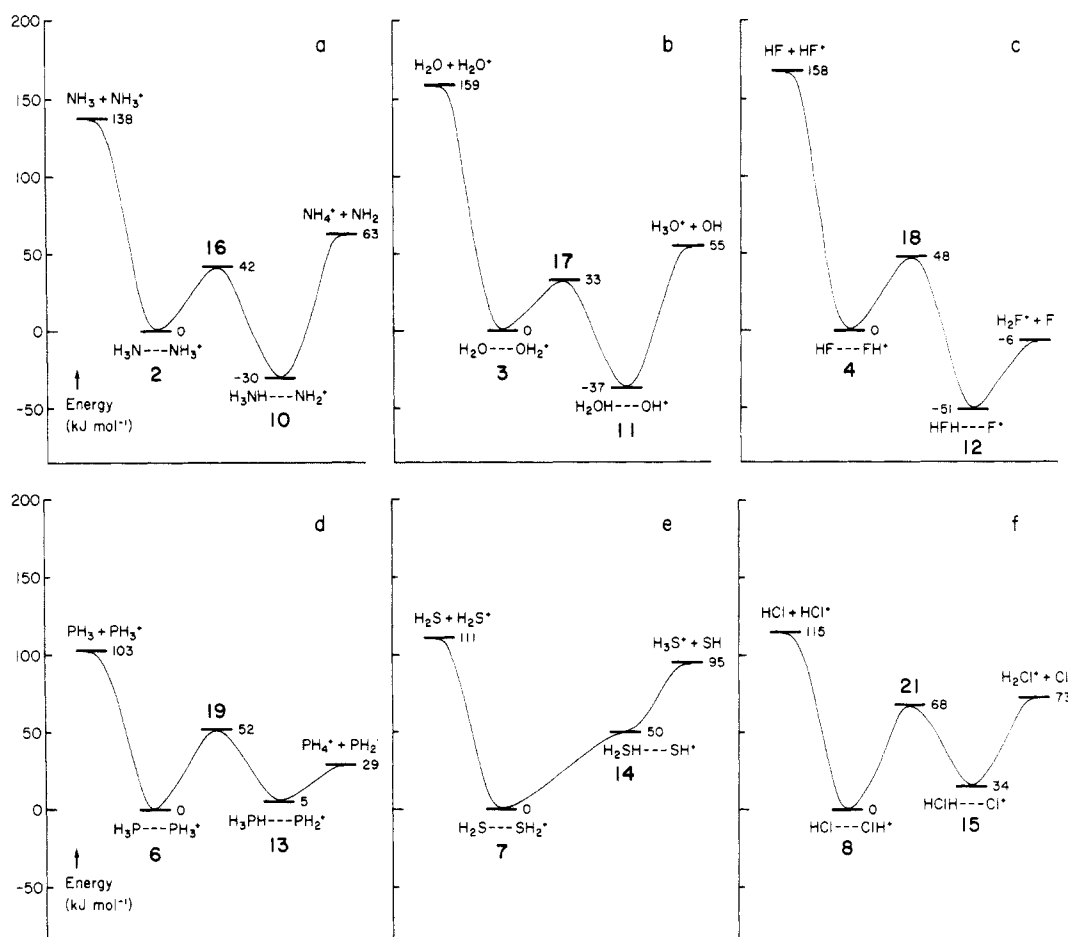 a
200
150
100
50
0
-50
NH₃ + NH₃⁺
138
16
42
0
H₃N---NH₃⁺
2
-30
H₃NH---NH₂⁺
10
NH₄⁺ + NH₂
63
Energy
(kJ mol⁻¹)
b
H₂O + H₂O⁺
159
17
33
0
H₂O---OH₂⁺
3
-37
H₂OH---OH⁺
11
H₃O⁺ + OH
55
c
HF + HF⁺
158
18
48
0
HF---FH⁺
4
-51
HFH---F⁺
12
H₂F⁺ + F
-6
d
200
150
100
50
0
-50
PH₃ + PH₃⁺
103
19
52
0
H₃P---PH₃⁺
6
5
H₃PH---PH₂⁺
13
PH₄⁺ + PH₂
29
Energy
(kJ mol⁻¹)
e
H₂S + H₂S⁺
111
0
H₂S---SH₂⁺
7
50
H₂SH---SH⁺
14
H₃S⁺ + SH
95
f
HCl + HCl⁺
115
21
68
0
HCl---ClH⁺
8
34
HClH---Cl⁺
15
H₂Cl⁺ + Cl
73